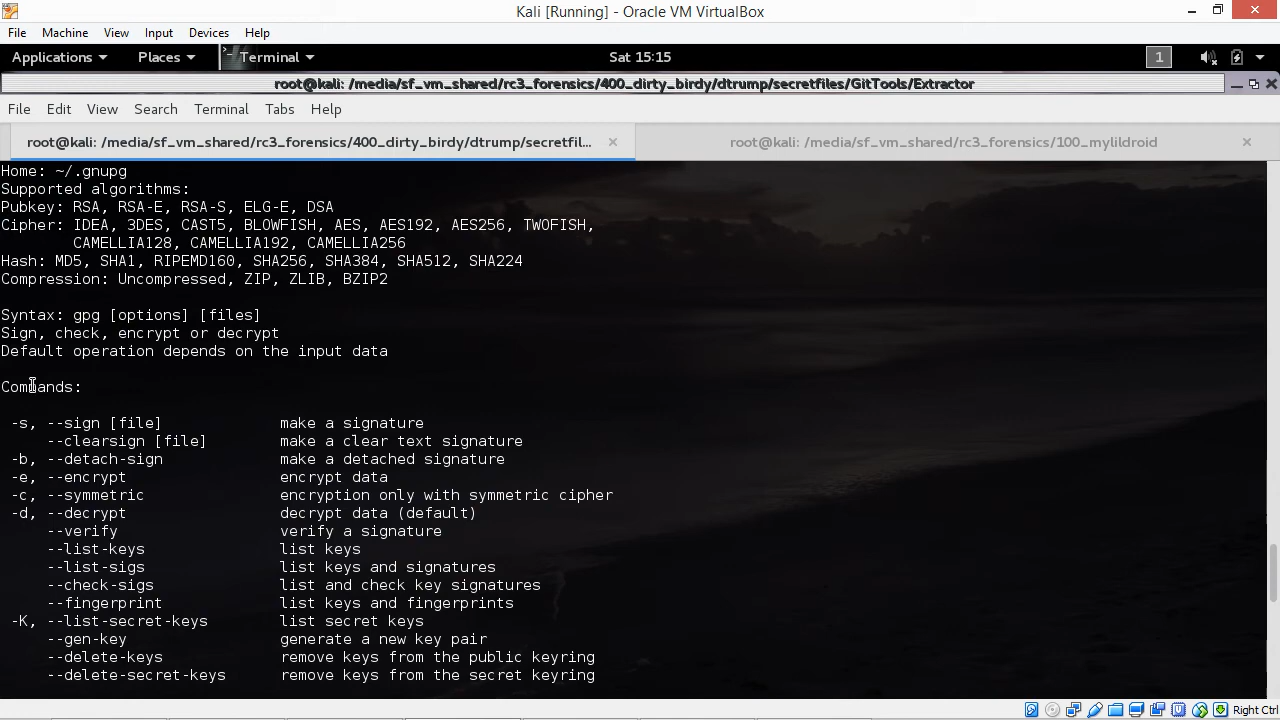 Kali [Running] - Oracle VM VirtualBox
File Machine View Input Devices Help
Applications Places Terminal Sat 15:15 1
root@kali: /media/sf_vm_shared/rc3_forensics/400_dirty_birdy/dtrump/secretfiles/GitTools/Extractor
File Edit View Search Terminal Tabs Help
root@kali: /media/sf_vm_shared/rc3_forensics/400_dirty_birdy/dtrump/secretfil... root@kali: /media/sf_vm_shared/rc3_forensics/100_mylildroid
Home: ~/.gnupg
Supported algorithms:
Pubkey: RSA, RSA-E, RSA-S, ELG-E, DSA
Cipher: IDEA, 3DES, CAST5, BLOWFISH, AES, AES192, AES256, TWOFISH,
        CAMELLIA128, CAMELLIA192, CAMELLIA256
Hash: MD5, SHA1, RIPEMD160, SHA256, SHA384, SHA512, SHA224
Compression: Uncompressed, ZIP, ZLIB, BZIP2
Syntax: gpg [options] [files]
Sign, check, encrypt or decrypt
Default operation depends on the input data
Commands:
 -s, --sign [file]             make a signature
     --clearsign [file]        make a clear text signature
 -b, --detach-sign             make a detached signature
 -e, --encrypt                 encrypt data
 -c, --symmetric               encryption only with symmetric cipher
 -d, --decrypt                 decrypt data (default)
     --verify                  verify a signature
     --list-keys               list keys
     --list-sigs               list keys and signatures
     --check-sigs              list and check key signatures
     --fingerprint             list keys and fingerprints
 -K, --list-secret-keys        list secret keys
     --gen-key                 generate a new key pair
     --delete-keys             remove keys from the public keyring
     --delete-secret-keys      remove keys from the secret keyring
Right Ctrl